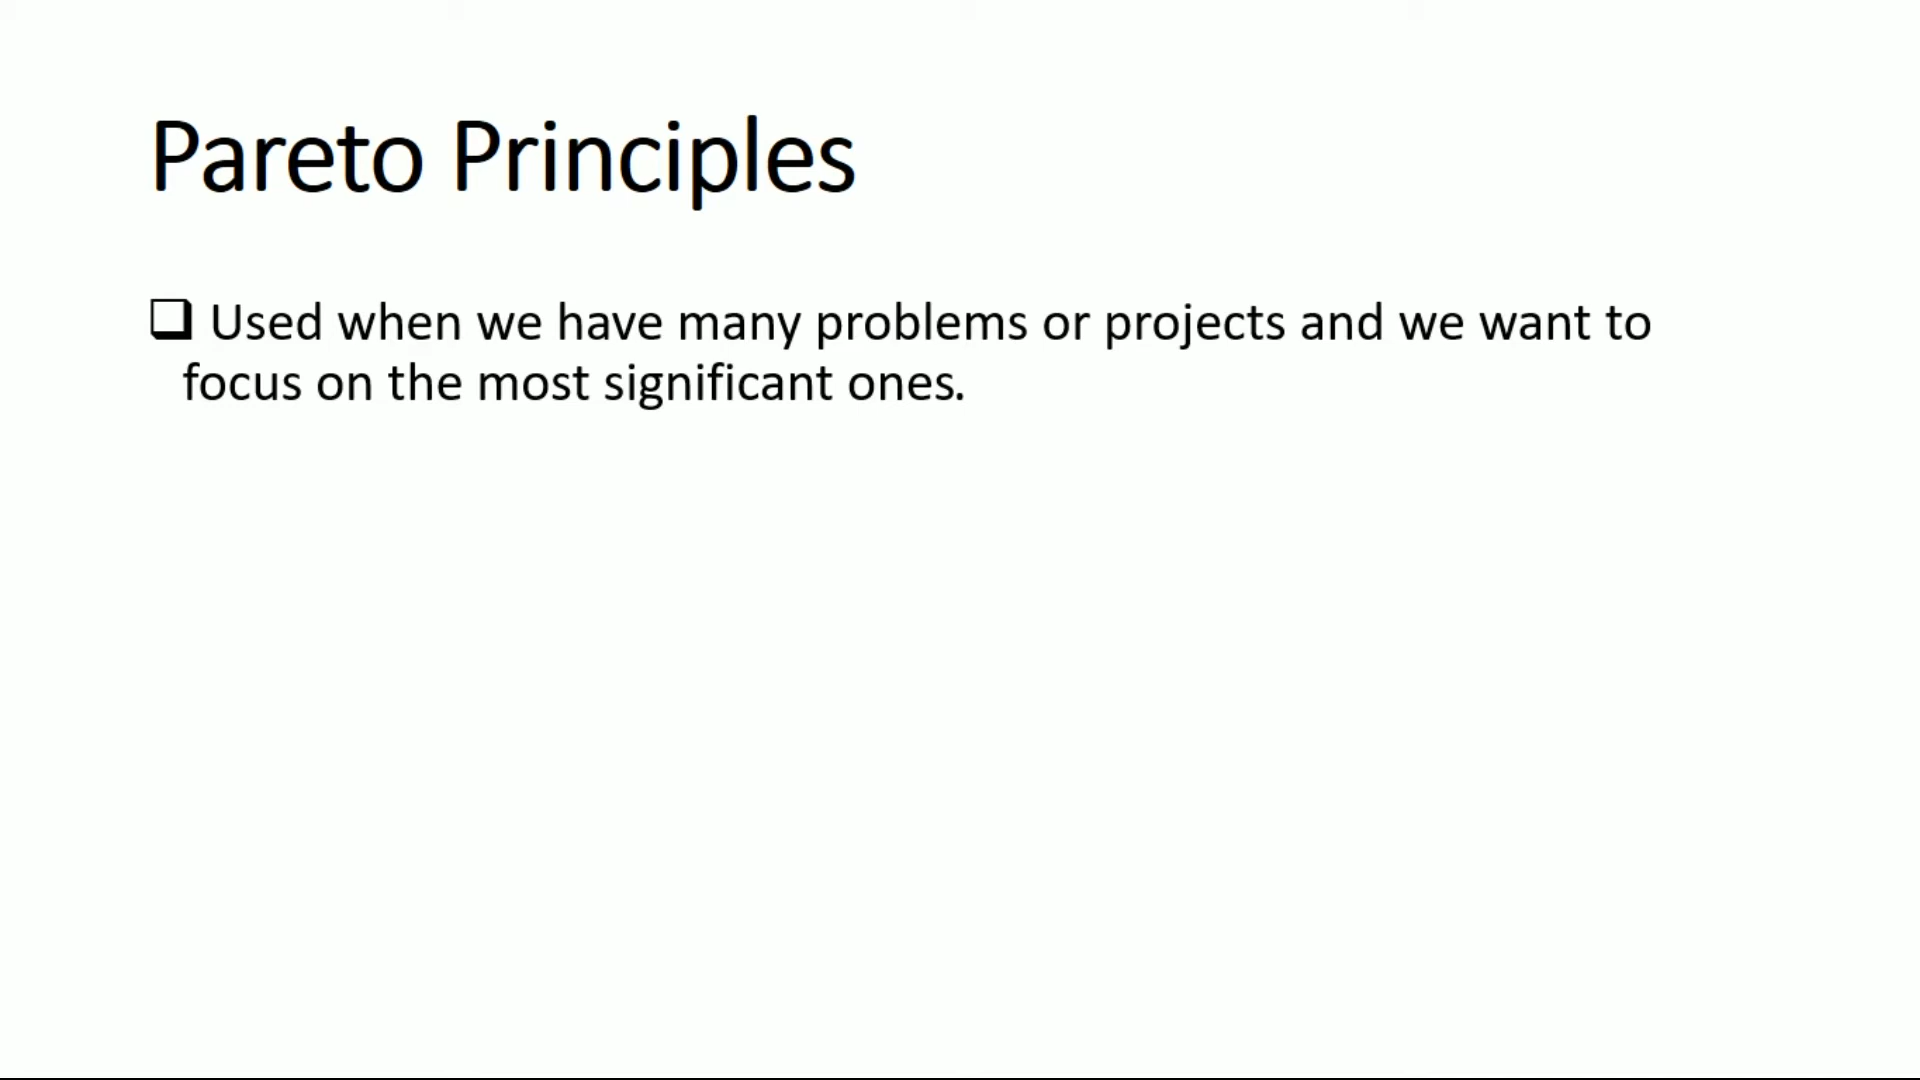 Pareto Principles
❑ Used when we have many problems or projects and we want to
focus on the most significant ones.